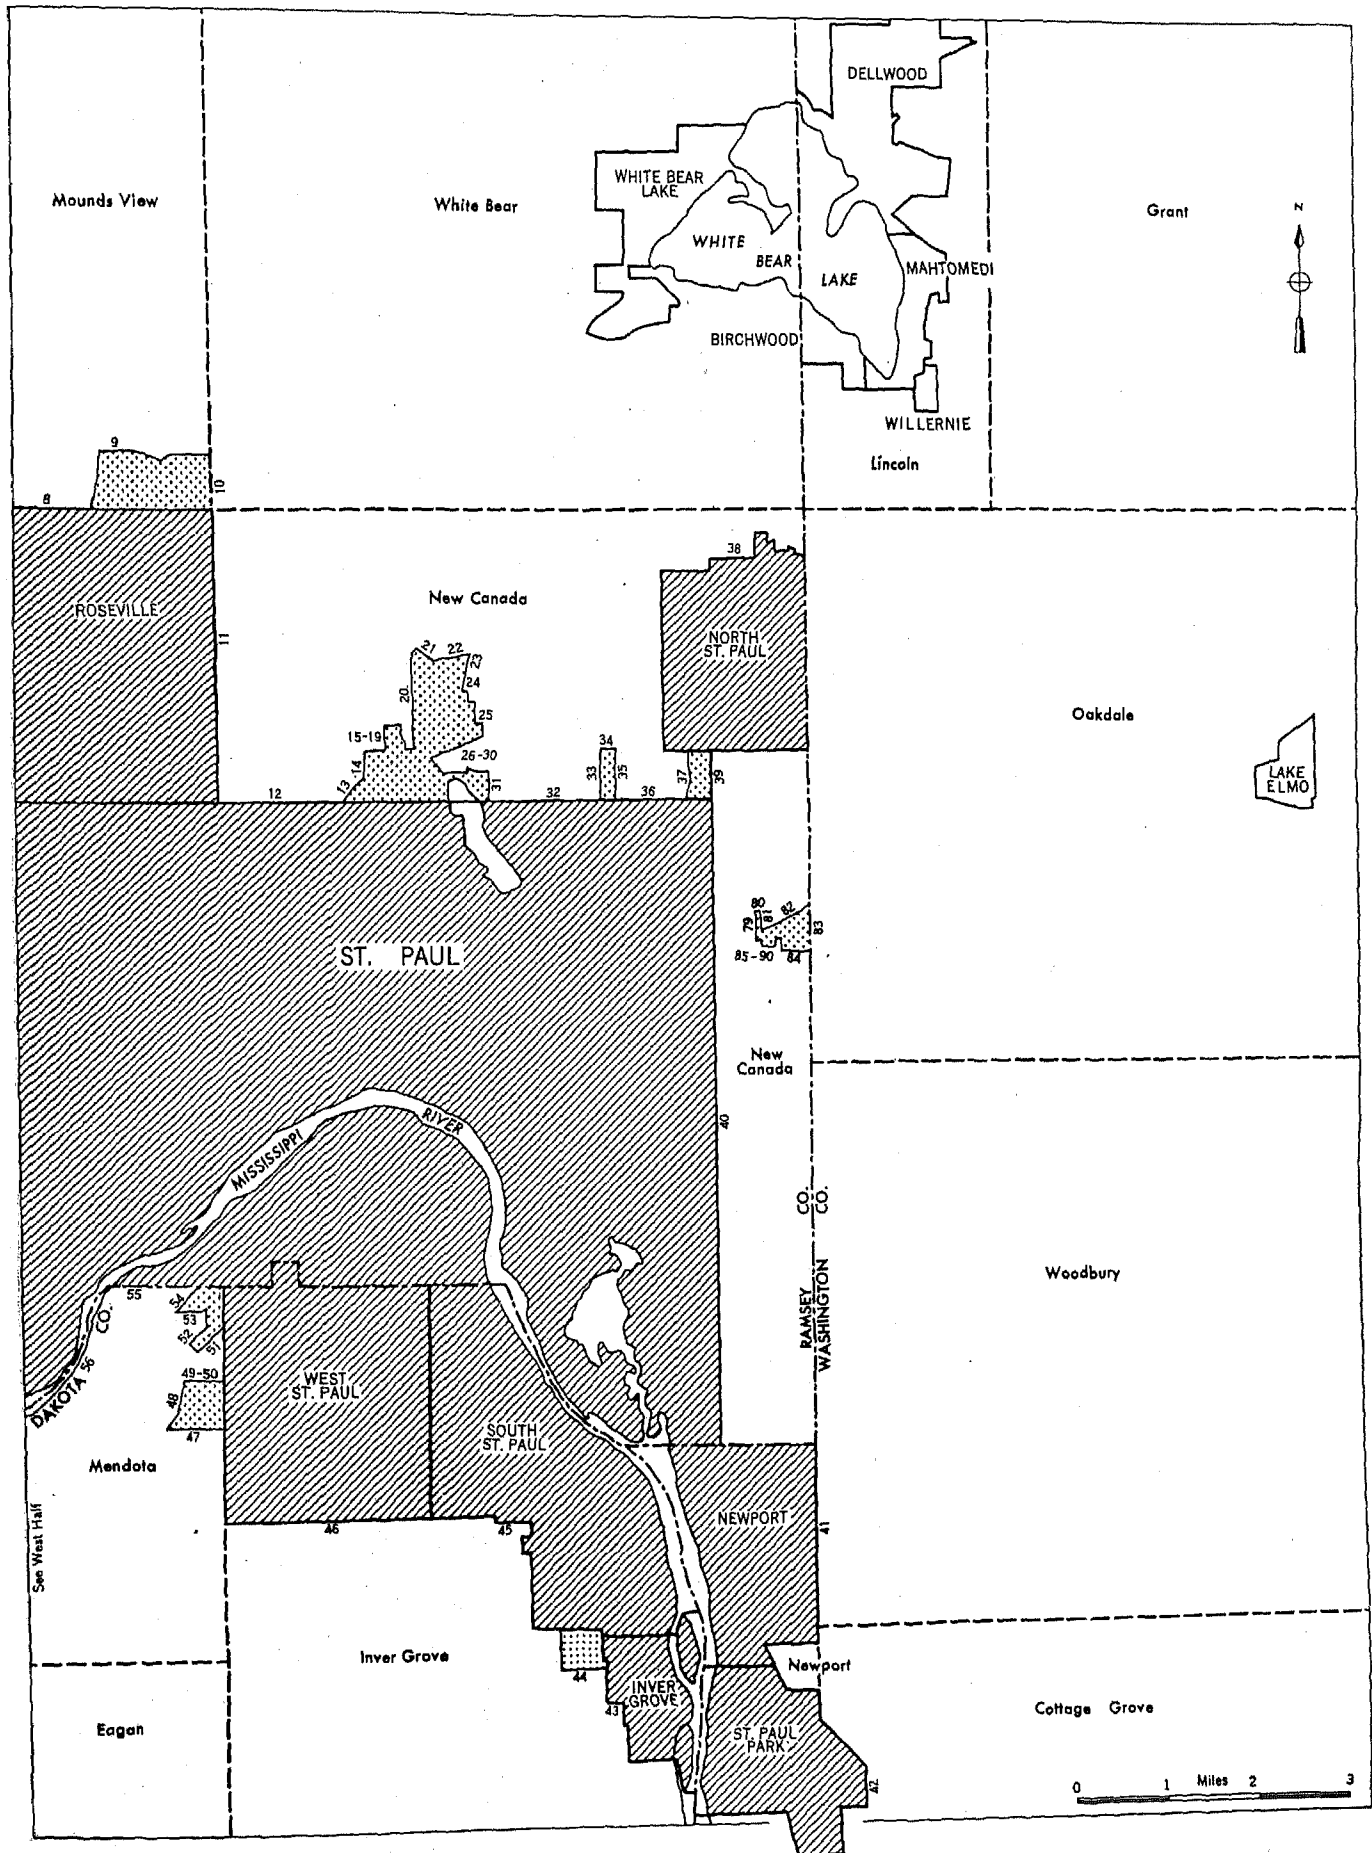 DELLWOOD
WHITE BEAR
LAKE
Mounds View
White Bear
Grant
N
WHITE
BEAR
LAKE
MAHTOMEDI
BIRCHWOOD
WILLERNIE
Lincoln
9
10
8
ROSEVILLE
11
New Canada
38
NORTH
ST. PAUL
21
22
23
24
20
25
15-19
14
13
26-30
31
12
32
34
33
35
36
37
39
Oakdale
LAKE
ELMO
80
79
81
82
83
85-90
84
ST. PAUL
New
Canada
40
MISSISSIPPI
RIVER
RAMSEY CO.
WASHINGTON CO.
Woodbury
55
54
53
52
51
DAKOTA CO.
56
49-50
48
47
WEST
ST. PAUL
SOUTH
ST. PAUL
Mendota
See West Half
46
45
NEWPORT
41
Inver Grove
44
43
INVER
GROVE
Newport
Eagan
ST. PAUL
PARK
42
Cottage Grove
0 1 Miles 2 3